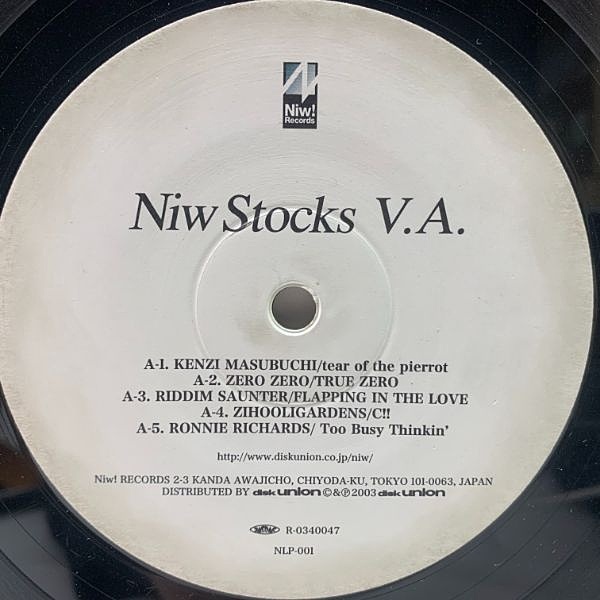 Niw!
Records
Niw Stocks V.A.
A-1. KENZI MASUBUCHI/tear of the pierrot
A-2. ZERO ZERO/TRUE ZERO
A-3. RIDDIM SAUNTER/FLAPPING IN THE LOVE
A-4. ZIHOOLIGARDENS/C!!
A-5. RONNIE RICHARDS/ Too Busy Thinkin'
http://www.diskunion.co.jp/niw/
Niw! RECORDS 2-3 KANDA AWAJICHO, CHIYODA-KU, TOKYO 101-0063, JAPAN
DISTRIBUTED BY disk union ©&℗2003 disk union
R-0340047
NLP-001